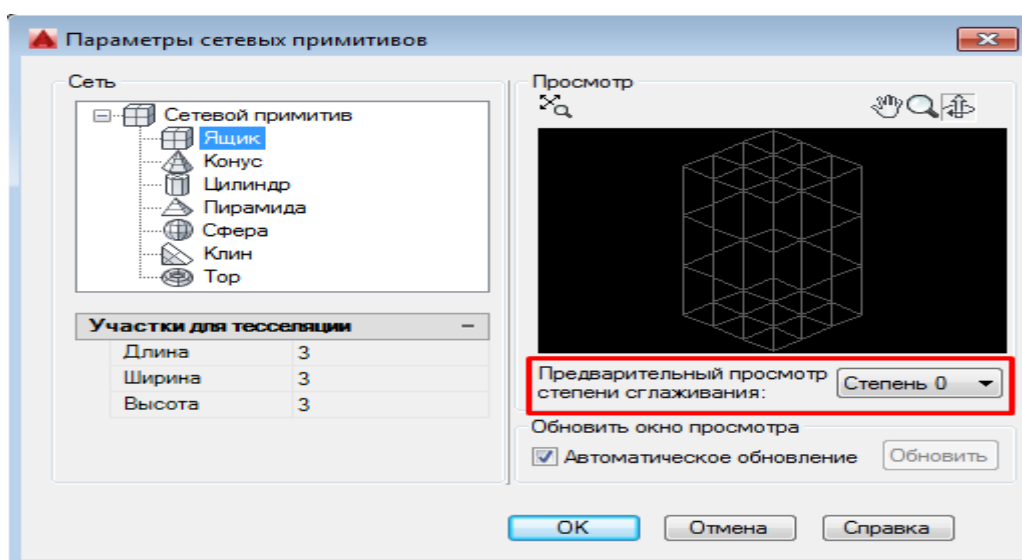 Параметры сетевых примитивов
Сеть
Сетевой примитив
Ящик
Конус
Цилиндр
Пирамида
Сфера
Клин
Тор
Участки для тесселяции
Длина 3
Ширина 3
Высота 3
Просмотр
Предварительный просмотр
степени сглаживания:
Степень 0
Обновить окно просмотра
Автоматическое обновление
Обновить
OK
Отмена
Справка